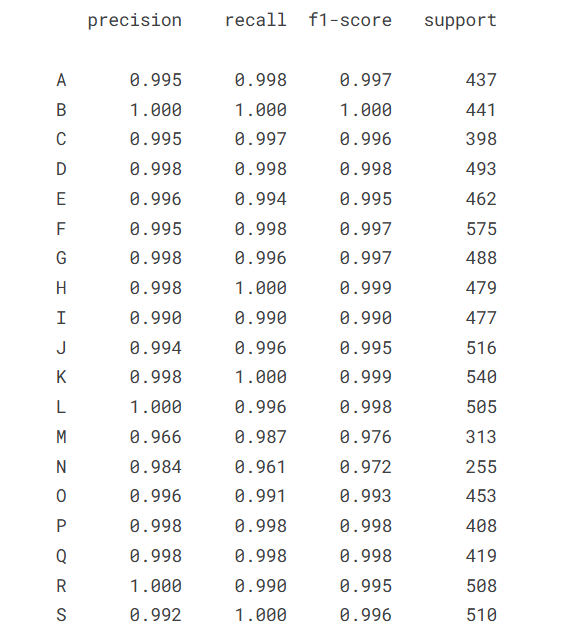 precision recall f1-score support
A 0.995 0.998 0.997 437
B 1.000 1.000 1.000 441
C 0.995 0.997 0.996 398
D 0.998 0.998 0.998 493
E 0.996 0.994 0.995 462
F 0.995 0.998 0.997 575
G 0.998 0.996 0.997 488
H 0.998 1.000 0.999 479
I 0.990 0.990 0.990 477
J 0.994 0.996 0.995 516
K 0.998 1.000 0.999 540
L 1.000 0.996 0.998 505
M 0.966 0.987 0.976 313
N 0.984 0.961 0.972 255
O 0.996 0.991 0.993 453
P 0.998 0.998 0.998 408
Q 0.998 0.998 0.998 419
R 1.000 0.990 0.995 508
S 0.992 1.000 0.996 510